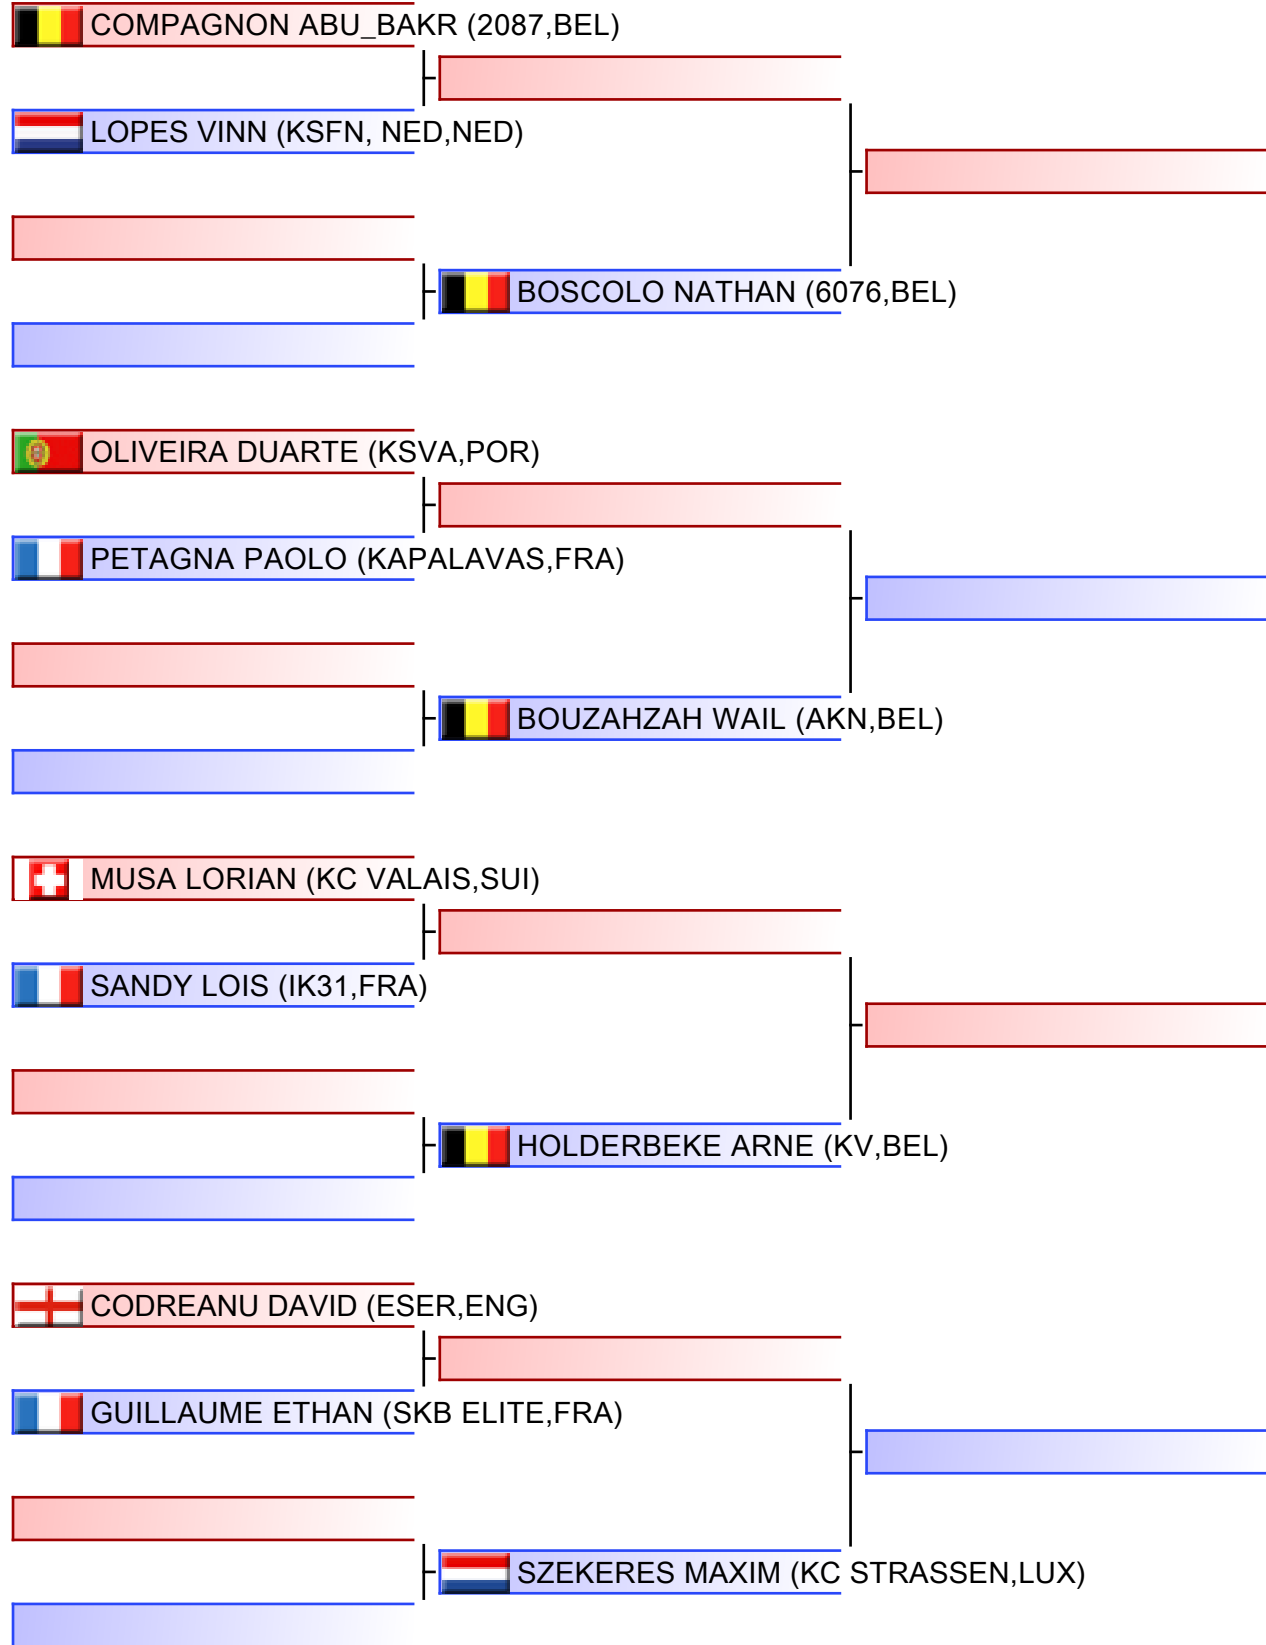 COMPAGNON ABU_BAKR (2087,BEL)
LOPES VINN (KSFN, NED,NED)
BOSCOLO NATHAN (6076,BEL)
OLIVEIRA DUARTE (KSVA,POR)
PETAGNA PAOLO (KAPALAVAS,FRA)
BOUZAHZAH WAIL (AKN,BEL)
MUSA LORIAN (KC VALAIS,SUI)
SANDY LOIS (IK31,FRA)
HOLDERBEKE ARNE (KV,BEL)
CODREANU DAVID (ESER,ENG)
GUILLAUME ETHAN (SKB ELITE,FRA)
SZEKERES MAXIM (KC STRASSEN,LUX)